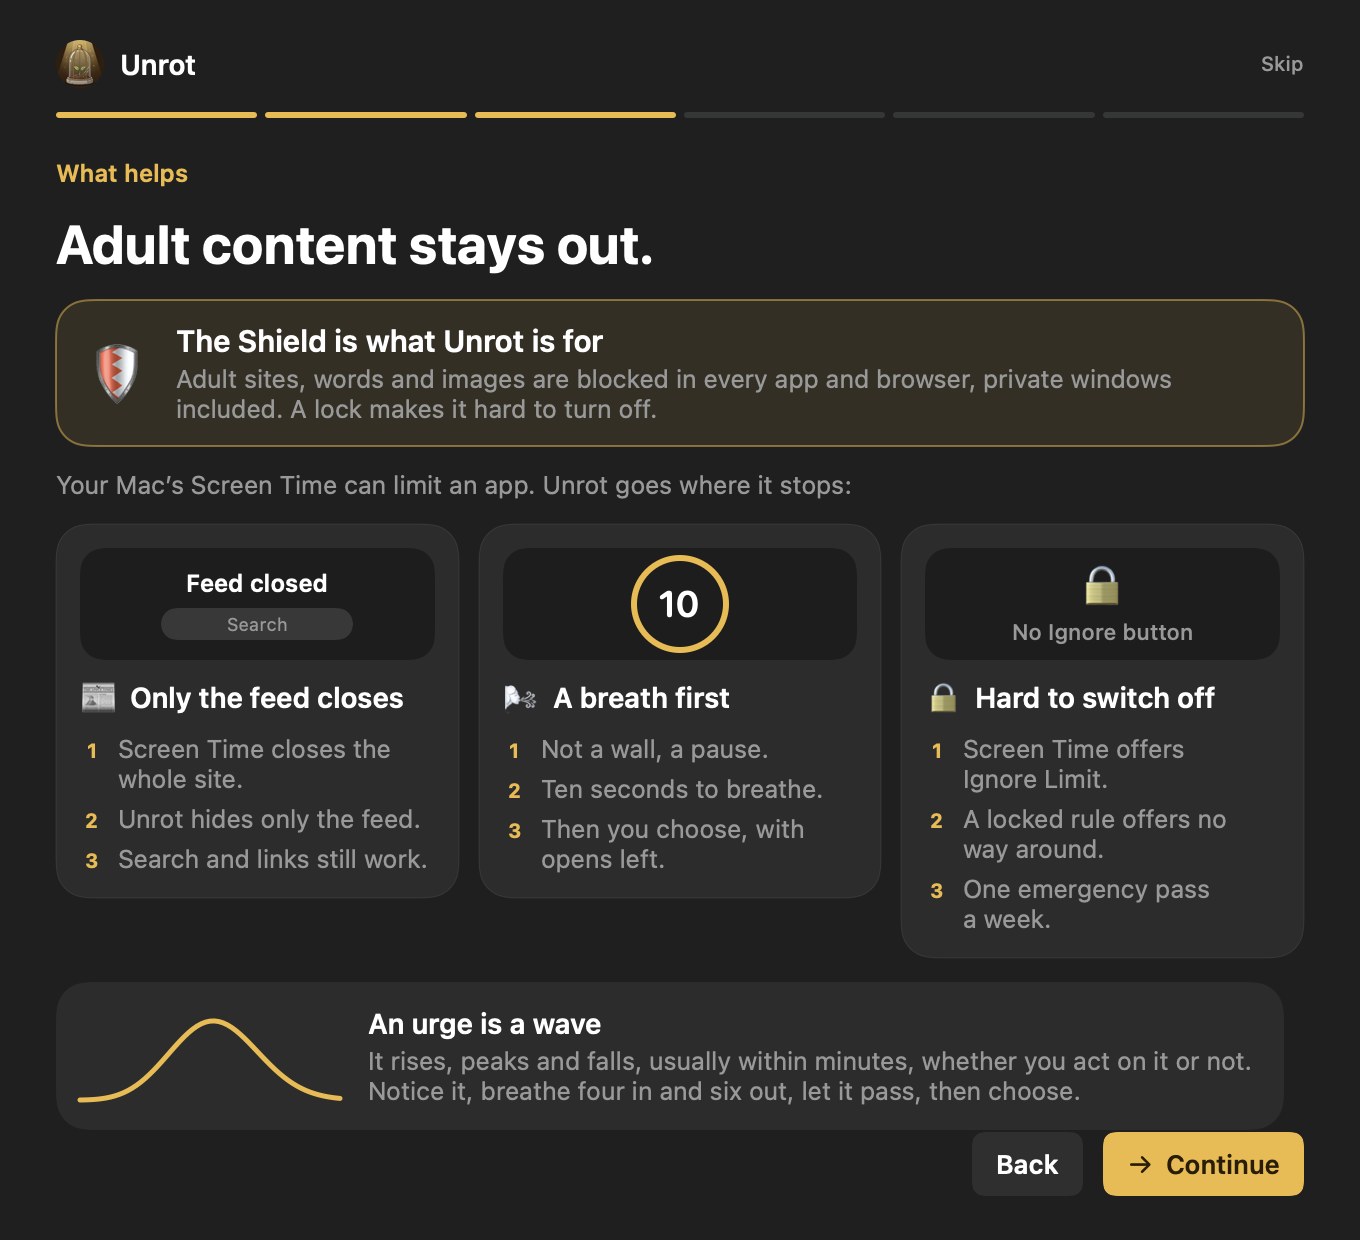 Unrot
Skip
What helps
Adult content stays out.
The Shield is what Unrot is for
Adult sites, words and images are blocked in every app and browser, private windows
included. A lock makes it hard to turn off.
Your Mac’s Screen Time can limit an app. Unrot goes where it stops:
Feed closed
Search
Only the feed closes
1 Screen Time closes the
whole site.
2 Unrot hides only the feed.
3 Search and links still work.
10
A breath first
1 Not a wall, a pause.
2 Ten seconds to breathe.
3 Then you choose, with
opens left.
No Ignore button
Hard to switch off
1 Screen Time offers
Ignore Limit.
2 A locked rule offers no
way around.
3 One emergency pass
a week.
An urge is a wave
It rises, peaks and falls, usually within minutes, whether you act on it or not.
Notice it, breathe four in and six out, let it pass, then choose.
Back
→ Continue